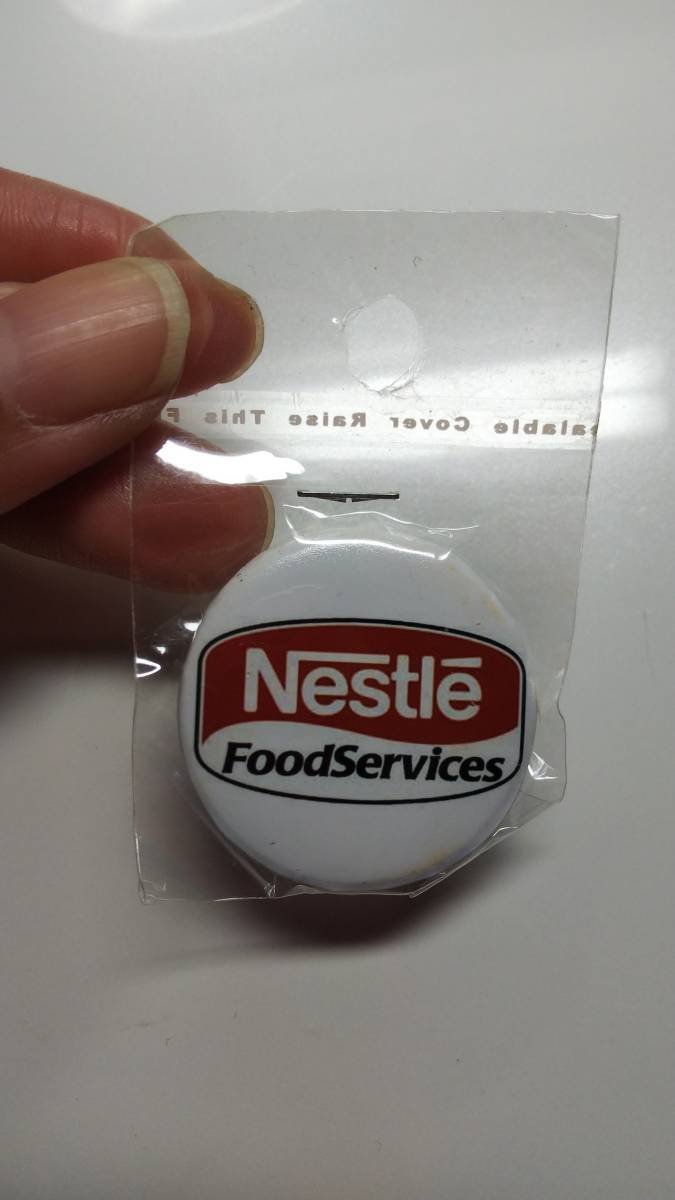 ealable Cover Raise This F
Nestlé
FoodServices